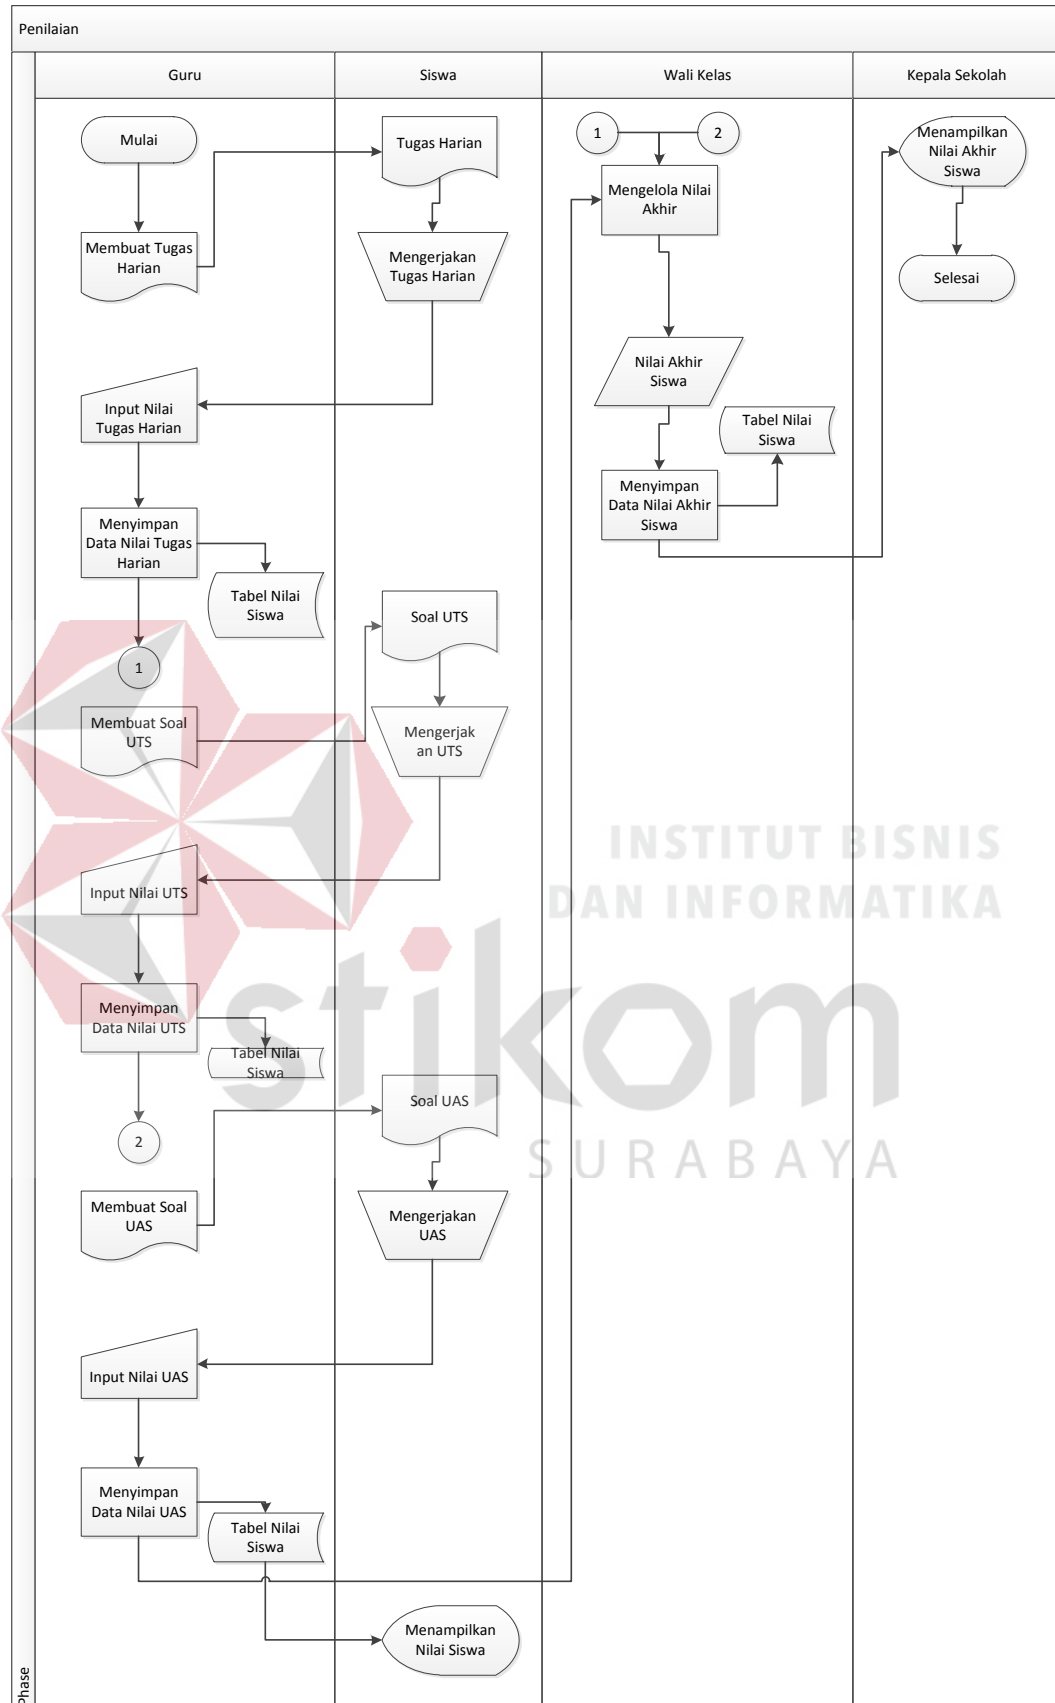 Penilaian
Guru
Siswa
Wali Kelas
Kepala Sekolah
Mulai
Membuat Tugas
Harian
Input Nilai
Tugas Harian
Menyimpan
Data Nilai Tugas
Harian
Tabel Nilai
Siswa
1
Membuat Soal
UTS
Input Nilai UTS
Menyimpan
Data Nilai UTS
Tabel Nilai
Siswa
2
Membuat Soal
UAS
Input Nilai UAS
Menyimpan
Data Nilai UAS
Tabel Nilai
Siswa
Tugas Harian
Mengerjakan
Tugas Harian
Soal UTS
Mengerjak
an UTS
Soal UAS
Mengerjakan
UAS
Menampilkan
Nilai Siswa
1
2
Mengelola Nilai
Akhir
Nilai Akhir
Siswa
Tabel Nilai
Siswa
Menyimpan
Data Nilai Akhir
Siswa
Menampilkan
Nilai Akhir
Siswa
Selesai
INSTITUT BISNIS
DAN INFORMATIKA
stikom
SURABAYA
Phase